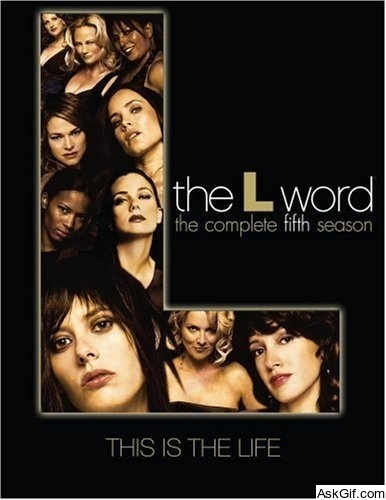 the L word
the complete fifth season
THIS IS THE LIFE
AskGif.com